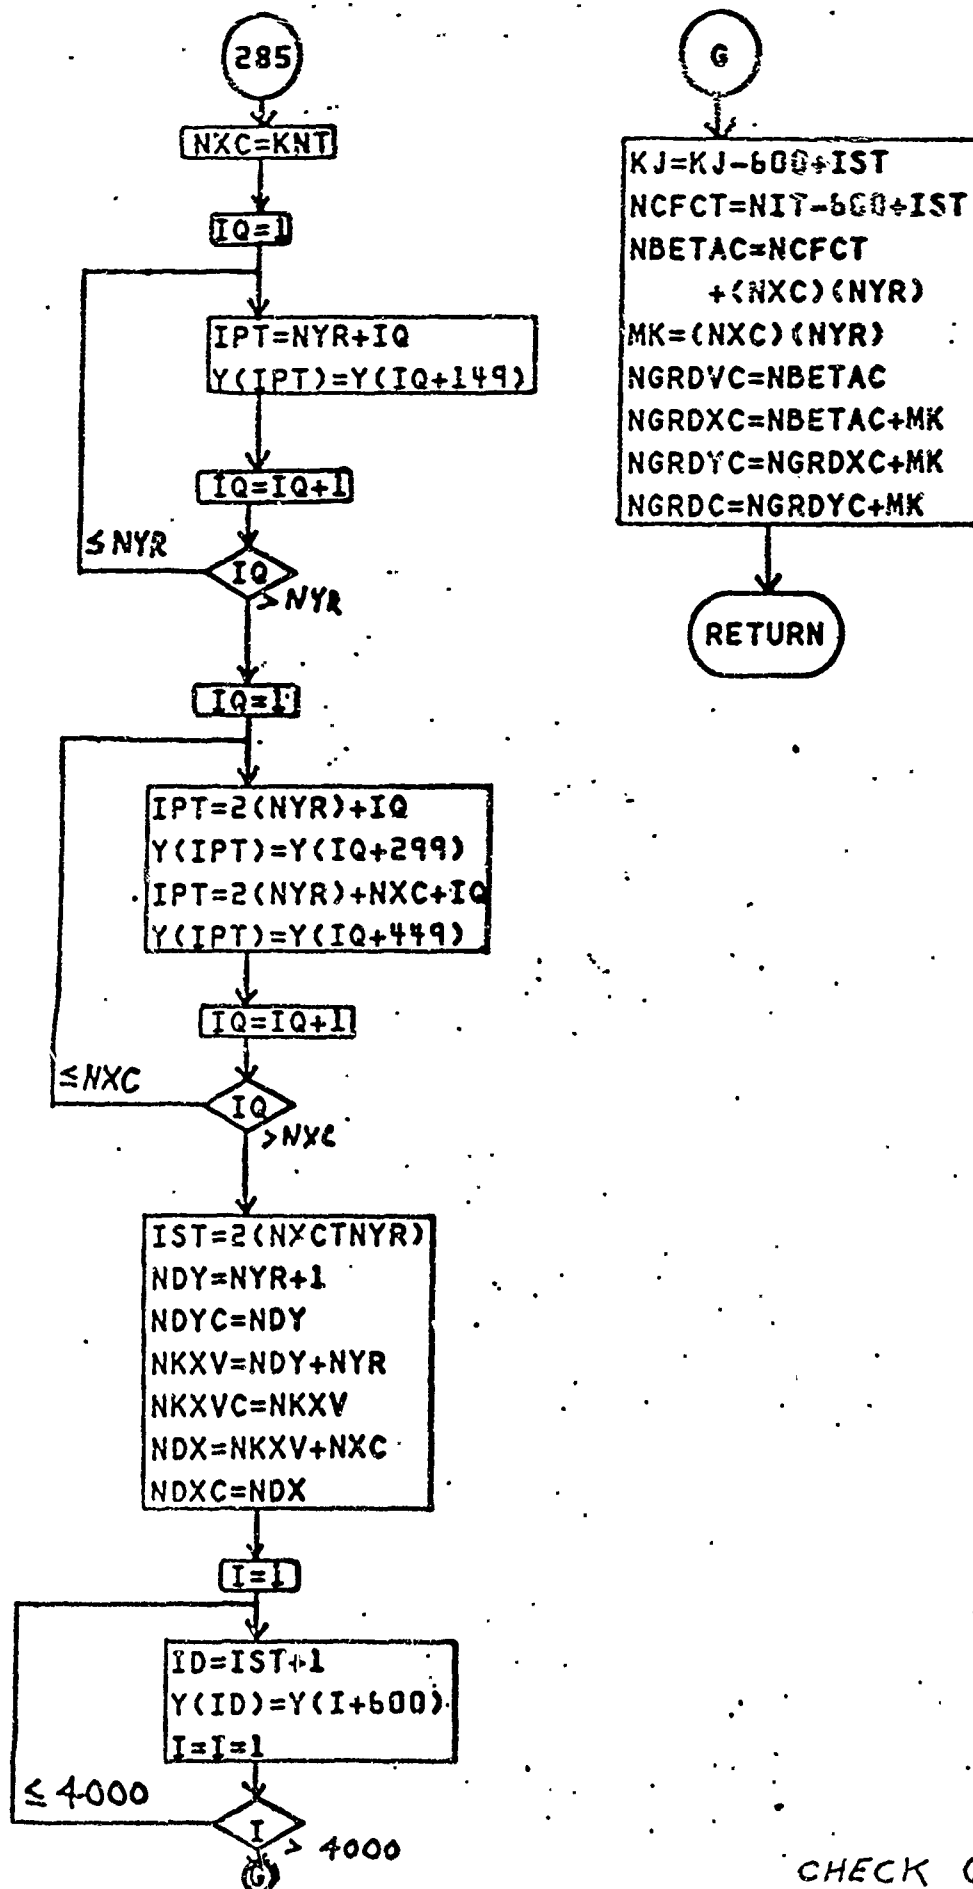 285
NXC=KNT
IQ=1
IPT=NYR+IQ
Y(IPT)=Y(IQ+149)
IQ=IQ+1
≤ NYR
IQ
> NYR
IQ=1
IPT=2(NYR)+IQ
Y(IPT)=Y(IQ+299)
IPT=2(NYR)+NXC+IQ
Y(IPT)=Y(IQ+449)
IQ=IQ+1
≤NXC
IQ
>NXC
IST=2(NXCTNYR)
NDY=NYR+1
NDYC=NDY
NKXV=NDY+NYR
NKXVC=NKXV
NDX=NKXV+NXC
NDXC=NDX
I=1
ID=IST+1
Y(ID)=Y(I+600)
I=I=1
≤ 4000
I
> 4000
G
G
KJ=KJ-600+IST
NCFCT=NIT-600+IST
NBETAC=NCFCT
+(NXC)(NYR)
MK=(NXC)(NYR)
NGRDVC=NBETAC
NGRDXC=NBETAC+MK
NGRDYC=NGRDXC+MK
NGRDC=NGRDYC+MK
RETURN
CHECK